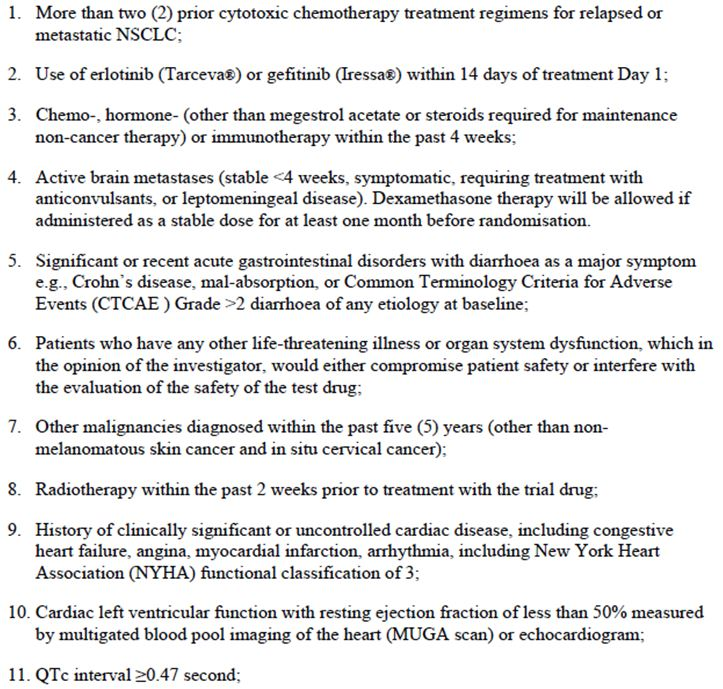 1. More than two (2) prior cytotoxic chemotherapy treatment regimens for relapsed or
metastatic NSCLC;
2. Use of erlotinib (Tarceva®) or gefitinib (Iressa®) within 14 days of treatment Day 1;
3. Chemo-, hormone- (other than megestrol acetate or steroids required for maintenance
non-cancer therapy) or immunotherapy within the past 4 weeks;
4. Active brain metastases (stable <4 weeks, symptomatic, requiring treatment with
anticonvulsants, or leptomeningeal disease). Dexamethasone therapy will be allowed if
administered as a stable dose for at least one month before randomisation.
5. Significant or recent acute gastrointestinal disorders with diarrhoea as a major symptom
e.g., Crohn's disease, mal-absorption, or Common Terminology Criteria for Adverse
Events (CTCAE ) Grade >2 diarrhoea of any etiology at baseline;
6. Patients who have any other life-threatening illness or organ system dysfunction, which in
the opinion of the investigator, would either compromise patient safety or interfere with
the evaluation of the safety of the test drug;
7. Other malignancies diagnosed within the past five (5) years (other than non-
melanomatous skin cancer and in situ cervical cancer);
8. Radiotherapy within the past 2 weeks prior to treatment with the trial drug;
9. History of clinically significant or uncontrolled cardiac disease, including congestive
heart failure, angina, myocardial infarction, arrhythmia, including New York Heart
Association (NYHA) functional classification of 3;
10. Cardiac left ventricular function with resting ejection fraction of less than 50% measured
by multigated blood pool imaging of the heart (MUGA scan) or echocardiogram;
11. QTc interval ≥0.47 second;